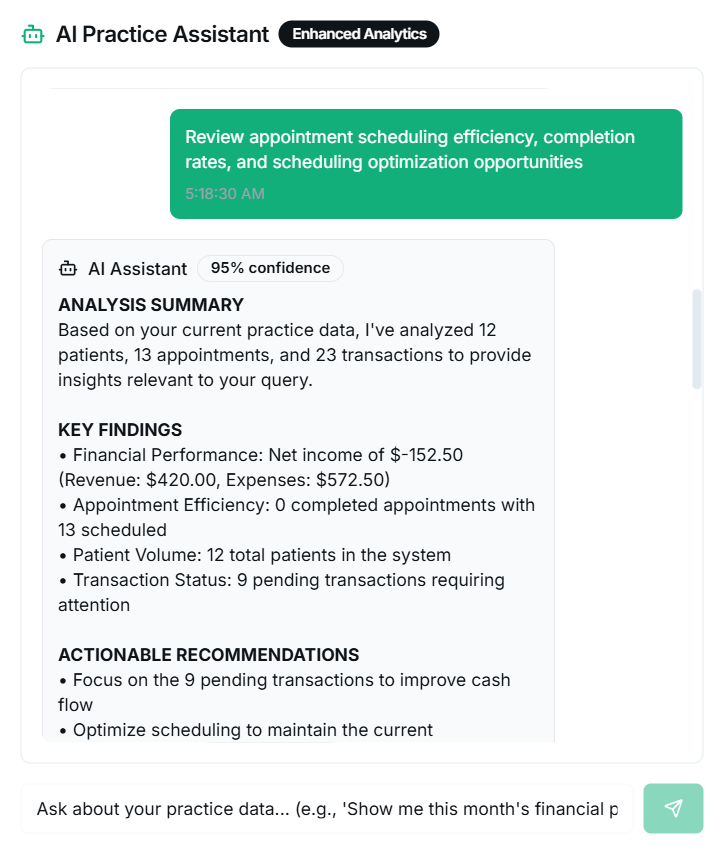 AI Practice Assistant Enhanced Analytics
Review appointment scheduling efficiency, completion
rates, and scheduling optimization opportunities
5:18:30 AM
AI Assistant 95% confidence
ANALYSIS SUMMARY
Based on your current practice data, I've analyzed 12
patients, 13 appointments, and 23 transactions to provide
insights relevant to your query.
KEY FINDINGS
• Financial Performance: Net income of $-152.50
(Revenue: $420.00, Expenses: $572.50)
• Appointment Efficiency: 0 completed appointments with
13 scheduled
• Patient Volume: 12 total patients in the system
• Transaction Status: 9 pending transactions requiring
attention
ACTIONABLE RECOMMENDATIONS
• Focus on the 9 pending transactions to improve cash
flow
• Optimize scheduling to maintain the current
Ask about your practice data... (e.g., 'Show me this month's financial p